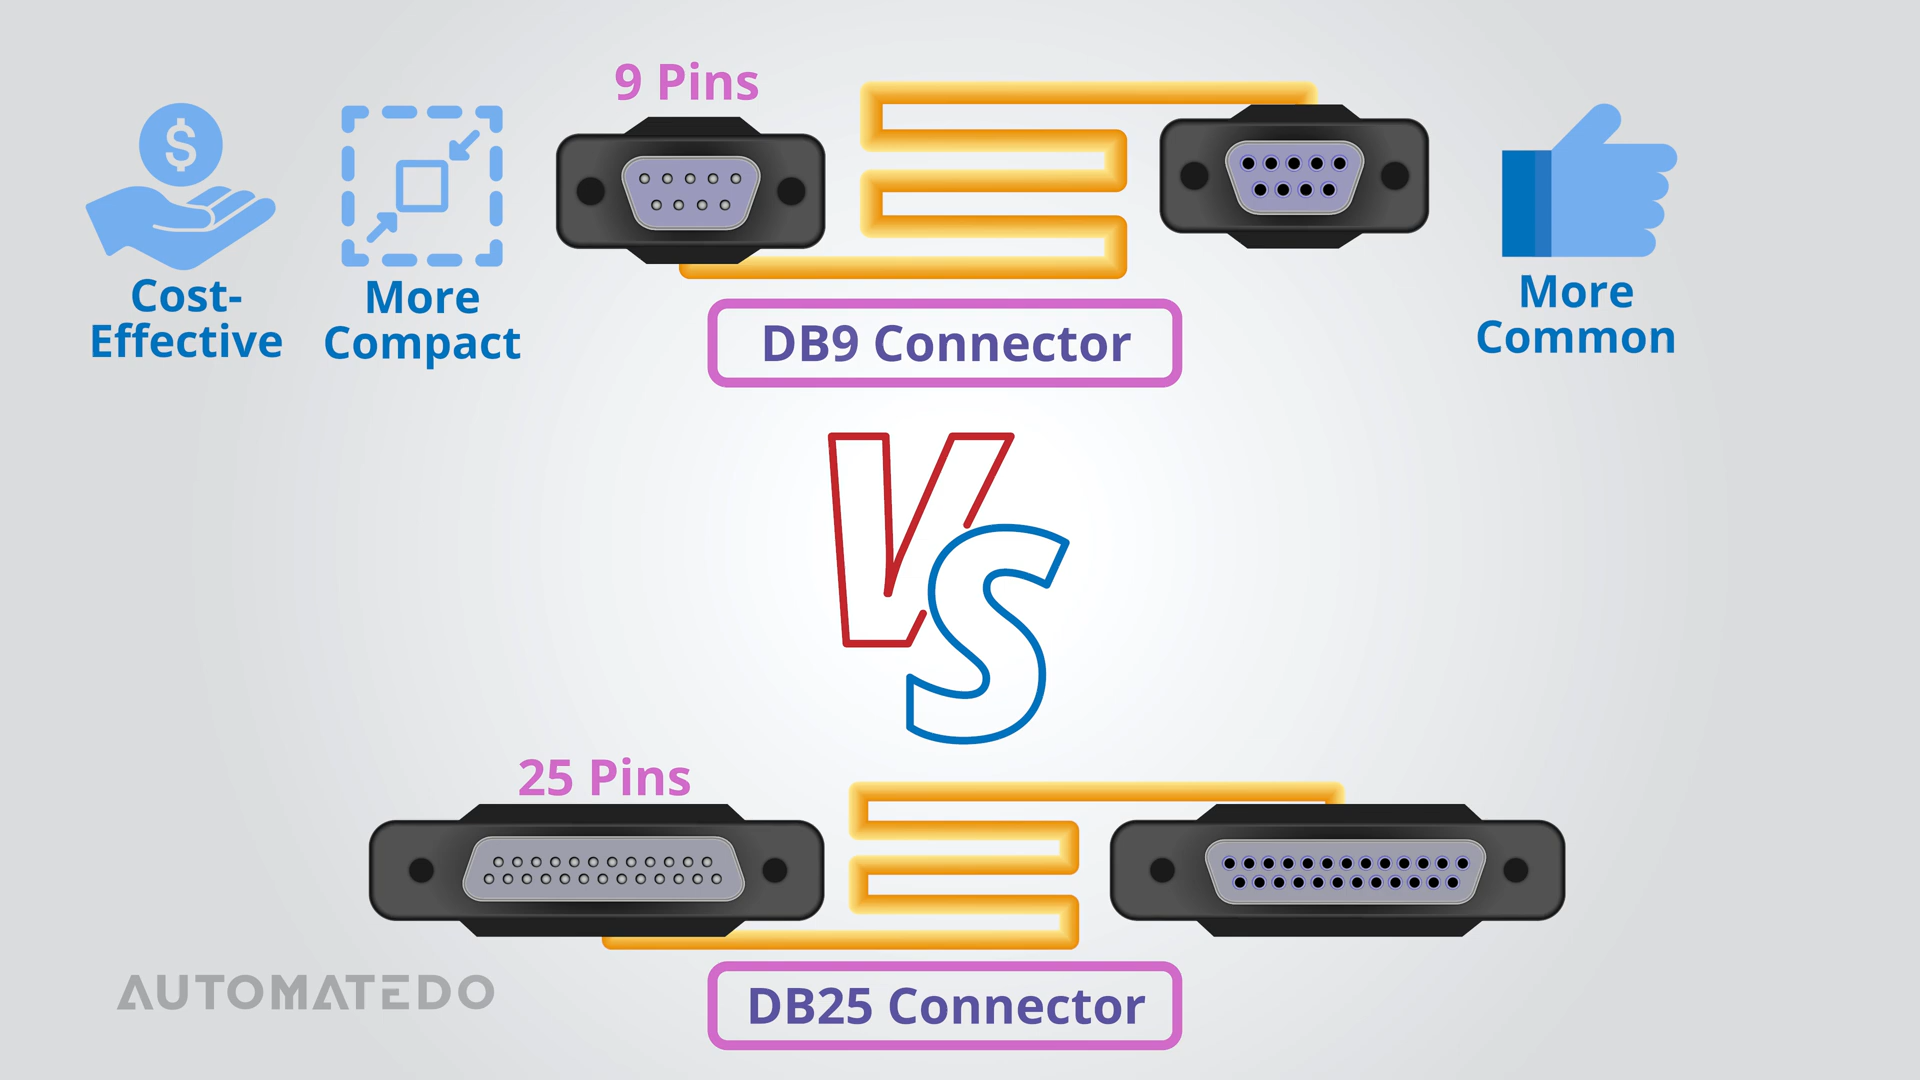 9 Pins
$
Cost-
Effective
More
Compact
DB9 Connector
More
Common
VS
25 Pins
DB25 Connector
AUTOMATEDO